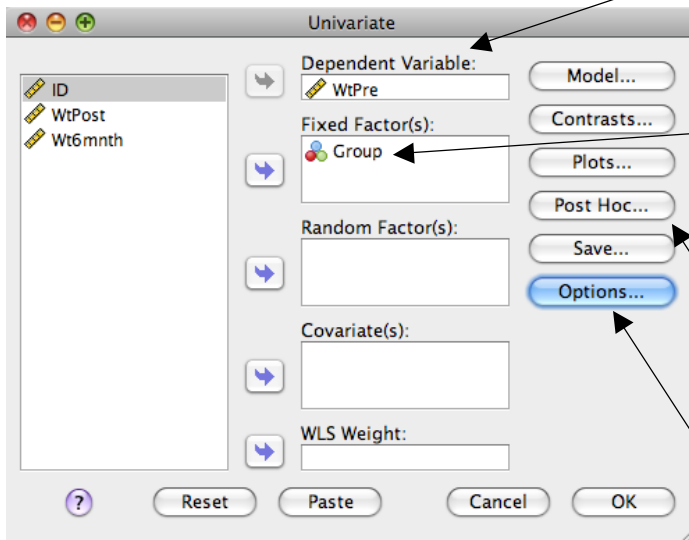 Univariate
ID
WtPost
Wt6mnth
Dependent Variable:
WtPre
Fixed Factor(s):
Group
Random Factor(s):
Covariate(s):
WLS Weight:
Model...
Contrasts...
Plots...
Post Hoc...
Save...
Options...
?
Reset
Paste
Cancel
OK